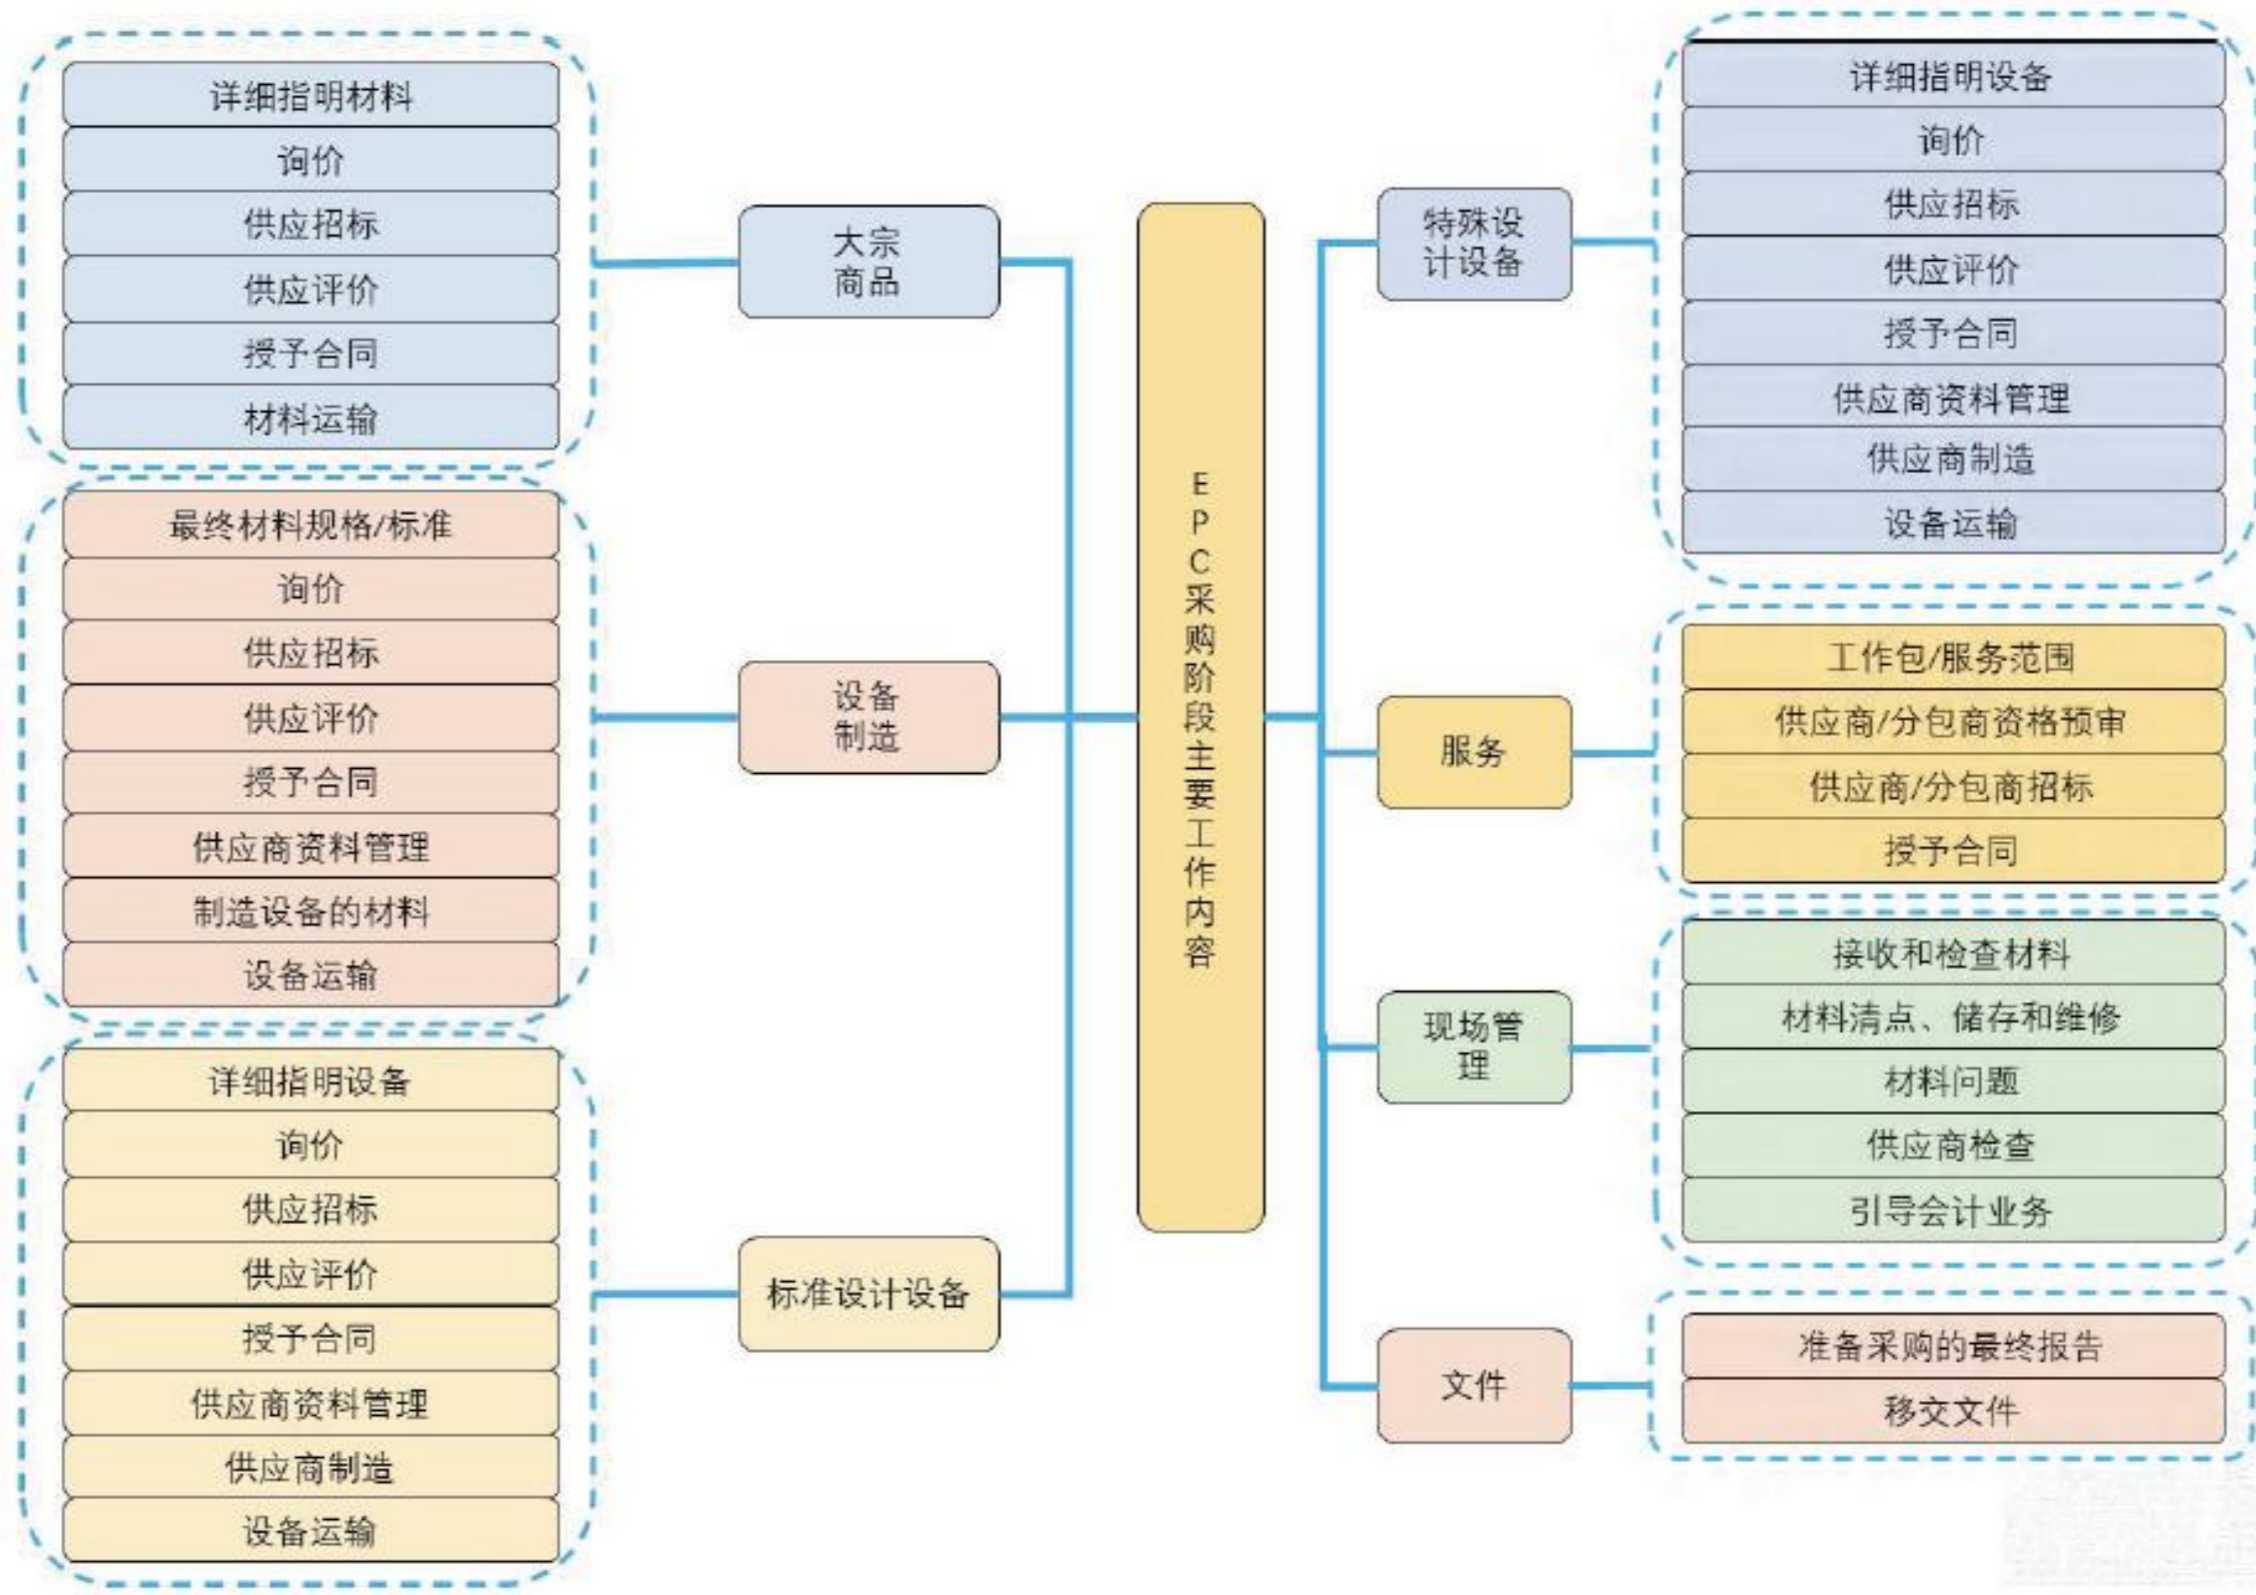 详细指明材料
询价
供应招标
供应评价
授予合同
材料运输
大宗
商品
最终材料规格/标准
询价
供应招标
供应评价
授予合同
供应商资料管理
制造设备的材料
设备运输
设备
制造
详细指明设备
询价
供应招标
供应评价
授予合同
供应商资料管理
供应商制造
设备运输
标准设计设备
EPC采购阶段主要工作内容
特殊设
计设备
详细指明设备
询价
供应招标
供应评价
授予合同
供应商资料管理
供应商制造
设备运输
服务
工作包/服务范围
供应商/分包商资格预审
供应商/分包商招标
授予合同
现场管
理
接收和检查材料
材料清点、储存和维修
材料问题
供应商检查
引导会计业务
文件
准备采购的最终报告
移交文件